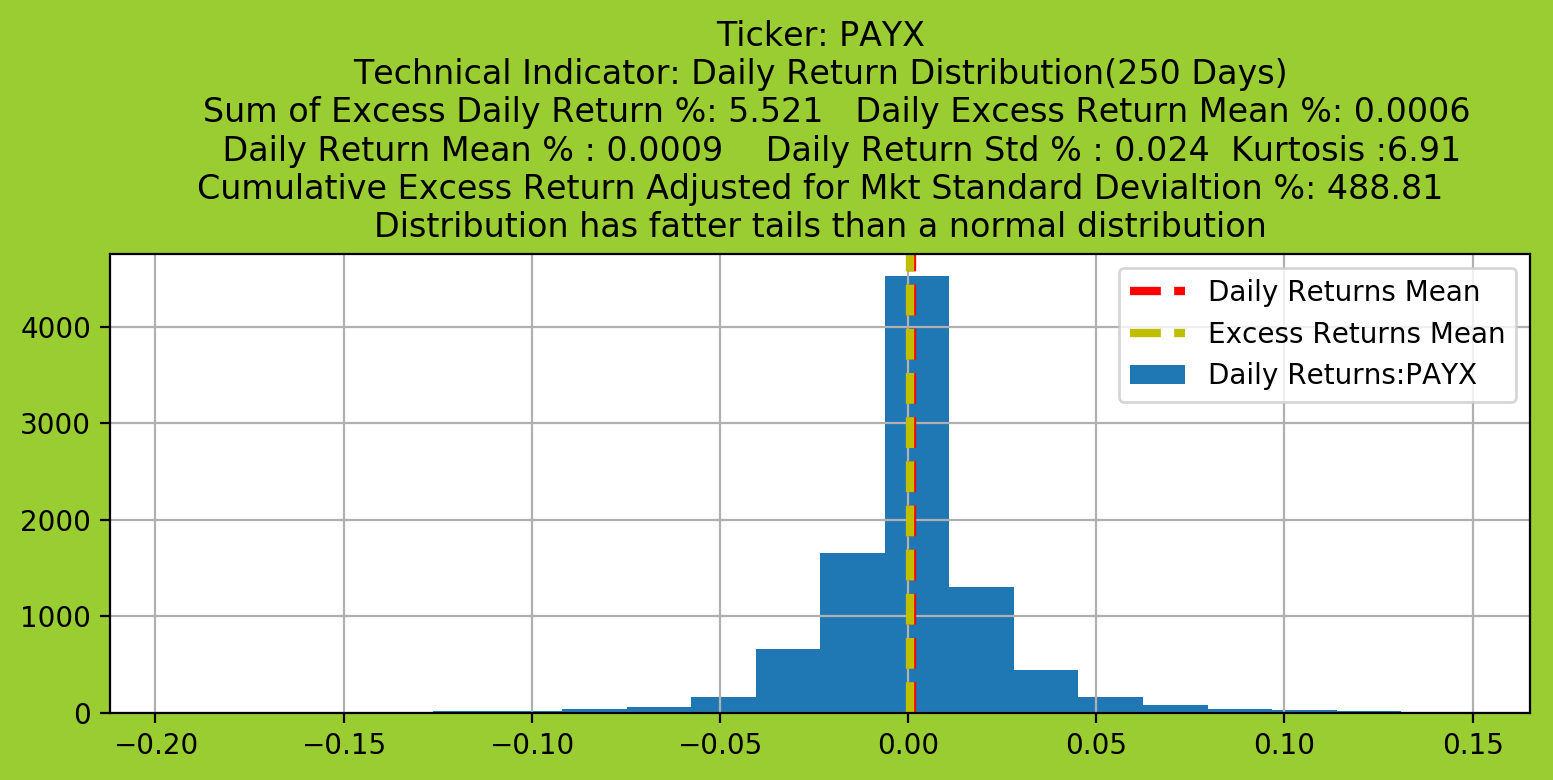 Ticker: PAYX
Technical Indicator: Daily Return Distribution(250 Days)
Sum of Excess Daily Return %: 5.521   Daily Excess Return Mean %: 0.0006
Daily Return Mean % : 0.0009    Daily Return Std % : 0.024  Kurtosis :6.91
Cumulative Excess Return Adjusted for Mkt Standard Devialtion %: 488.81
Distribution has fatter tails than a normal distribution
Daily Returns Mean
Excess Returns Mean
Daily Returns:PAYX
4000
3000
2000
1000
0
−0.20 −0.15 −0.10 −0.05 0.00 0.05 0.10 0.15